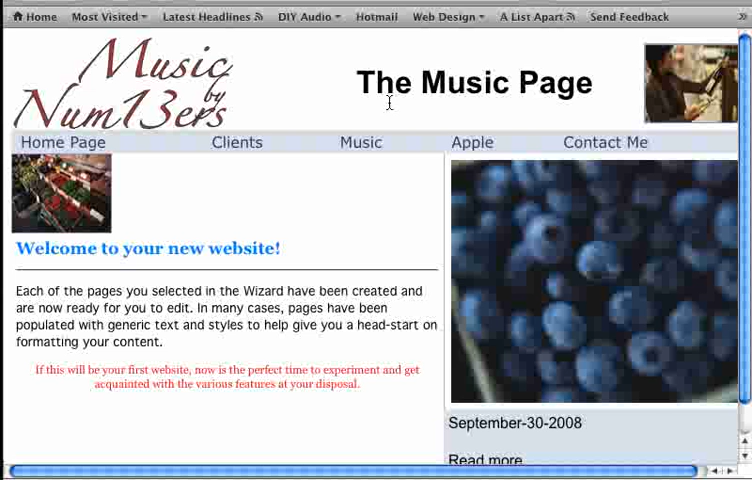 Home Most Visited Latest Headlines DIY Audio Hotmail Web Design A List Apart Send Feedback »
Music
by
Num13ers
The Music Page
Home Page Clients Music Apple Contact Me
Welcome to your new website!
Each of the pages you selected in the Wizard have been created and
are now ready for you to edit. In many cases, pages have been
populated with generic text and styles to help give you a head-start on
formatting your content.
If this will be your first website, now is the perfect time to experiment and get
acquainted with the various features at your disposal.
September-30-2008
Read more